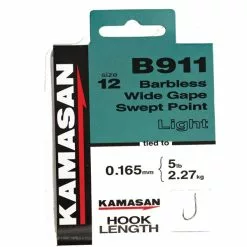 KAMASAN
size
12
B911
Barbless
Wide Gape
Swept Point
Light
tied to
0.165mm
5lb
2.27kg
KAMASAN
HOOK
LENGTH